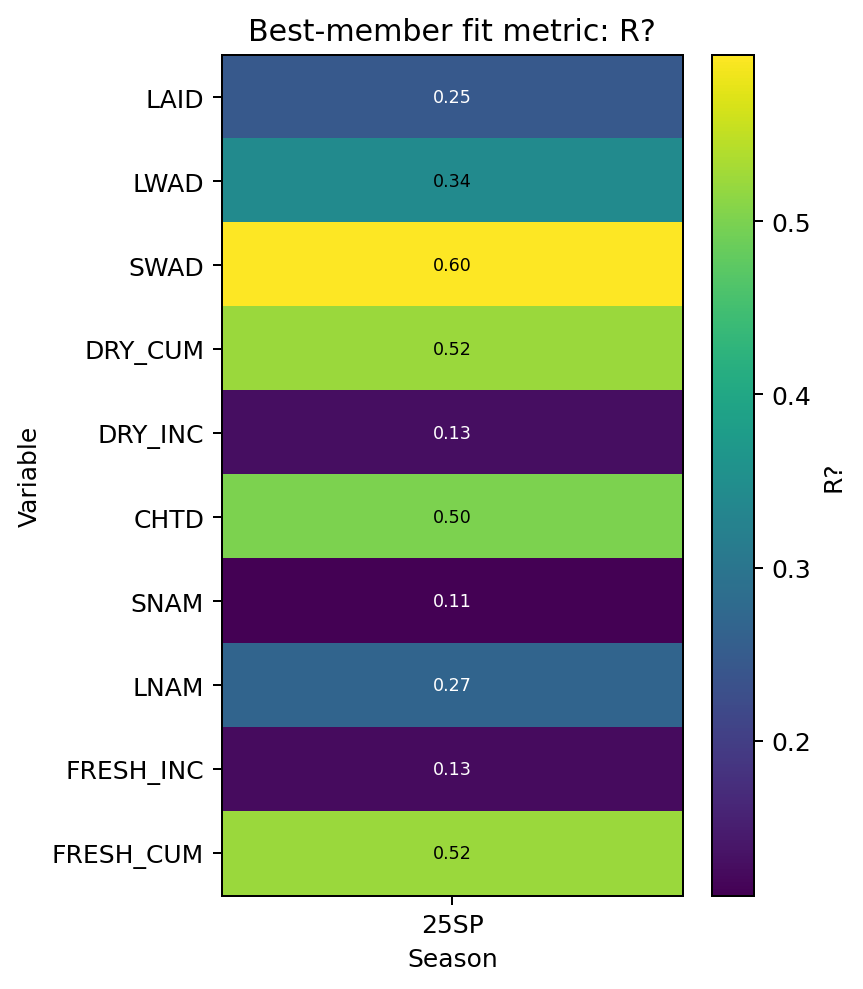 Best-member fit metric: R?
LAID
0.25
LWAD
0.34
SWAD
0.60
DRY_CUM
0.52
DRY_INC
0.13
CHTD
0.50
SNAM
0.11
LNAM
0.27
FRESH_INC
0.13
FRESH_CUM
0.52
Variable
25SP
Season
0.5
0.4
0.3
0.2
R?